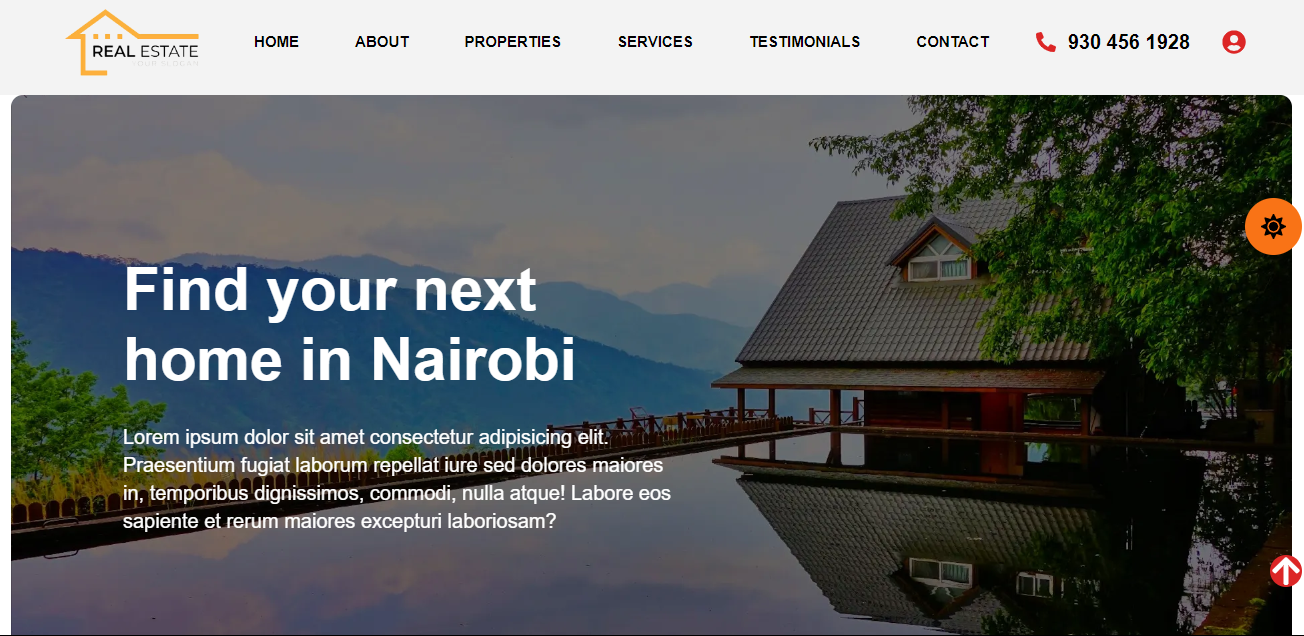 REAL ESTATE
YOUR SLOGAN
HOME
ABOUT
PROPERTIES
SERVICES
TESTIMONIALS
CONTACT
930 456 1928
Find your next
home in Nairobi
Lorem ipsum dolor sit amet consectetur adipisicing elit.
Praesentium fugiat laborum repellat iure sed dolores maiores
in, temporibus dignissimos, commodi, nulla atque! Labore eos
sapiente et rerum maiores excepturi laboriosam?